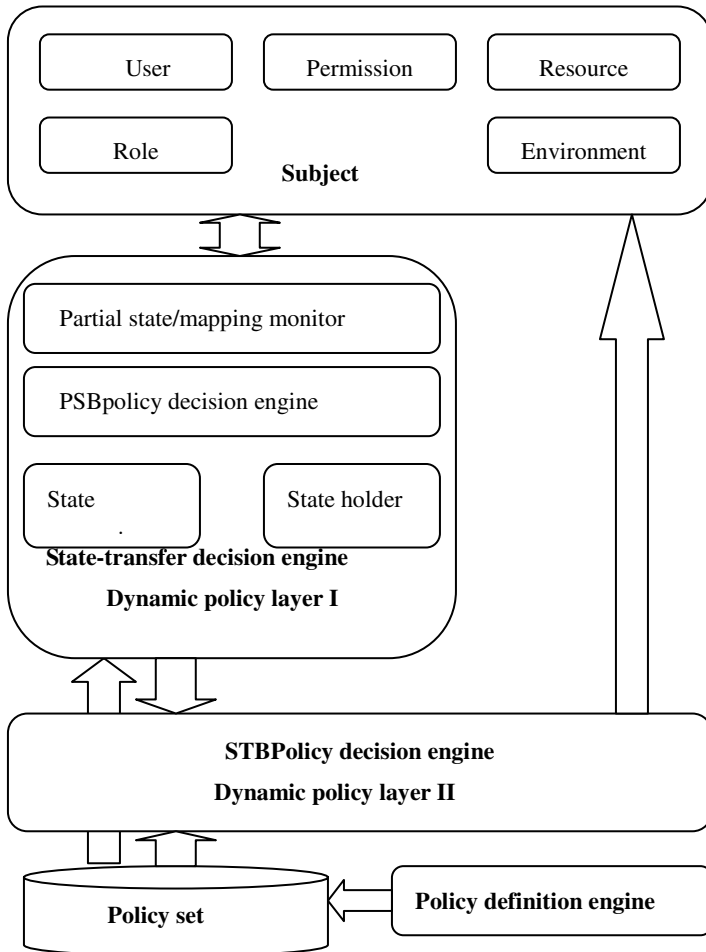 User
Permission
Resource
Role
Environment
Subject
Partial state/mapping monitor
PSBpolicy decision engine
State
State holder
.
State-transfer decision engine
Dynamic policy layer I
STBPolicy decision engine
Dynamic policy layer II
Policy set
Policy definition engine